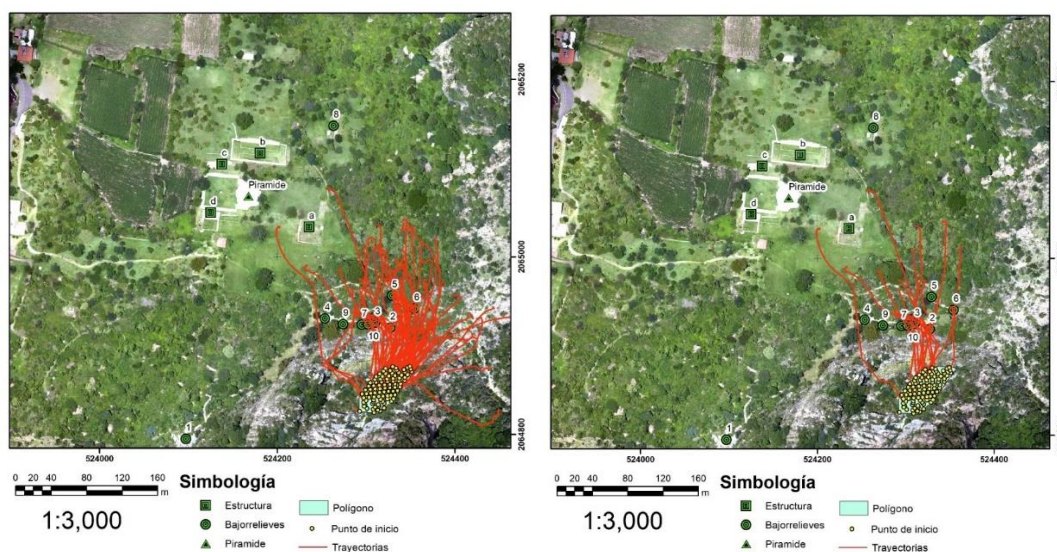 8
b
c
Piramide
d
a
5
4
9
7
3
6
2
10
13
1
2065200
2065000
2064800
524000
524200
524400
0 20 40 80 120 160
m
1:3,000
Simbología
Estructura
Bajorrelieves
Piramide
Polígono
Punto de inicio
Trayectorias
8
b
c
Piramide
d
a
5
4
9
7
3
6
2
10
13
1
524000
524200
524400
0 20 40 80 120 160
m
1:3,000
Simbología
Estructura
Bajorrelieves
Piramide
Polígono
Punto de inicio
Trayectorias